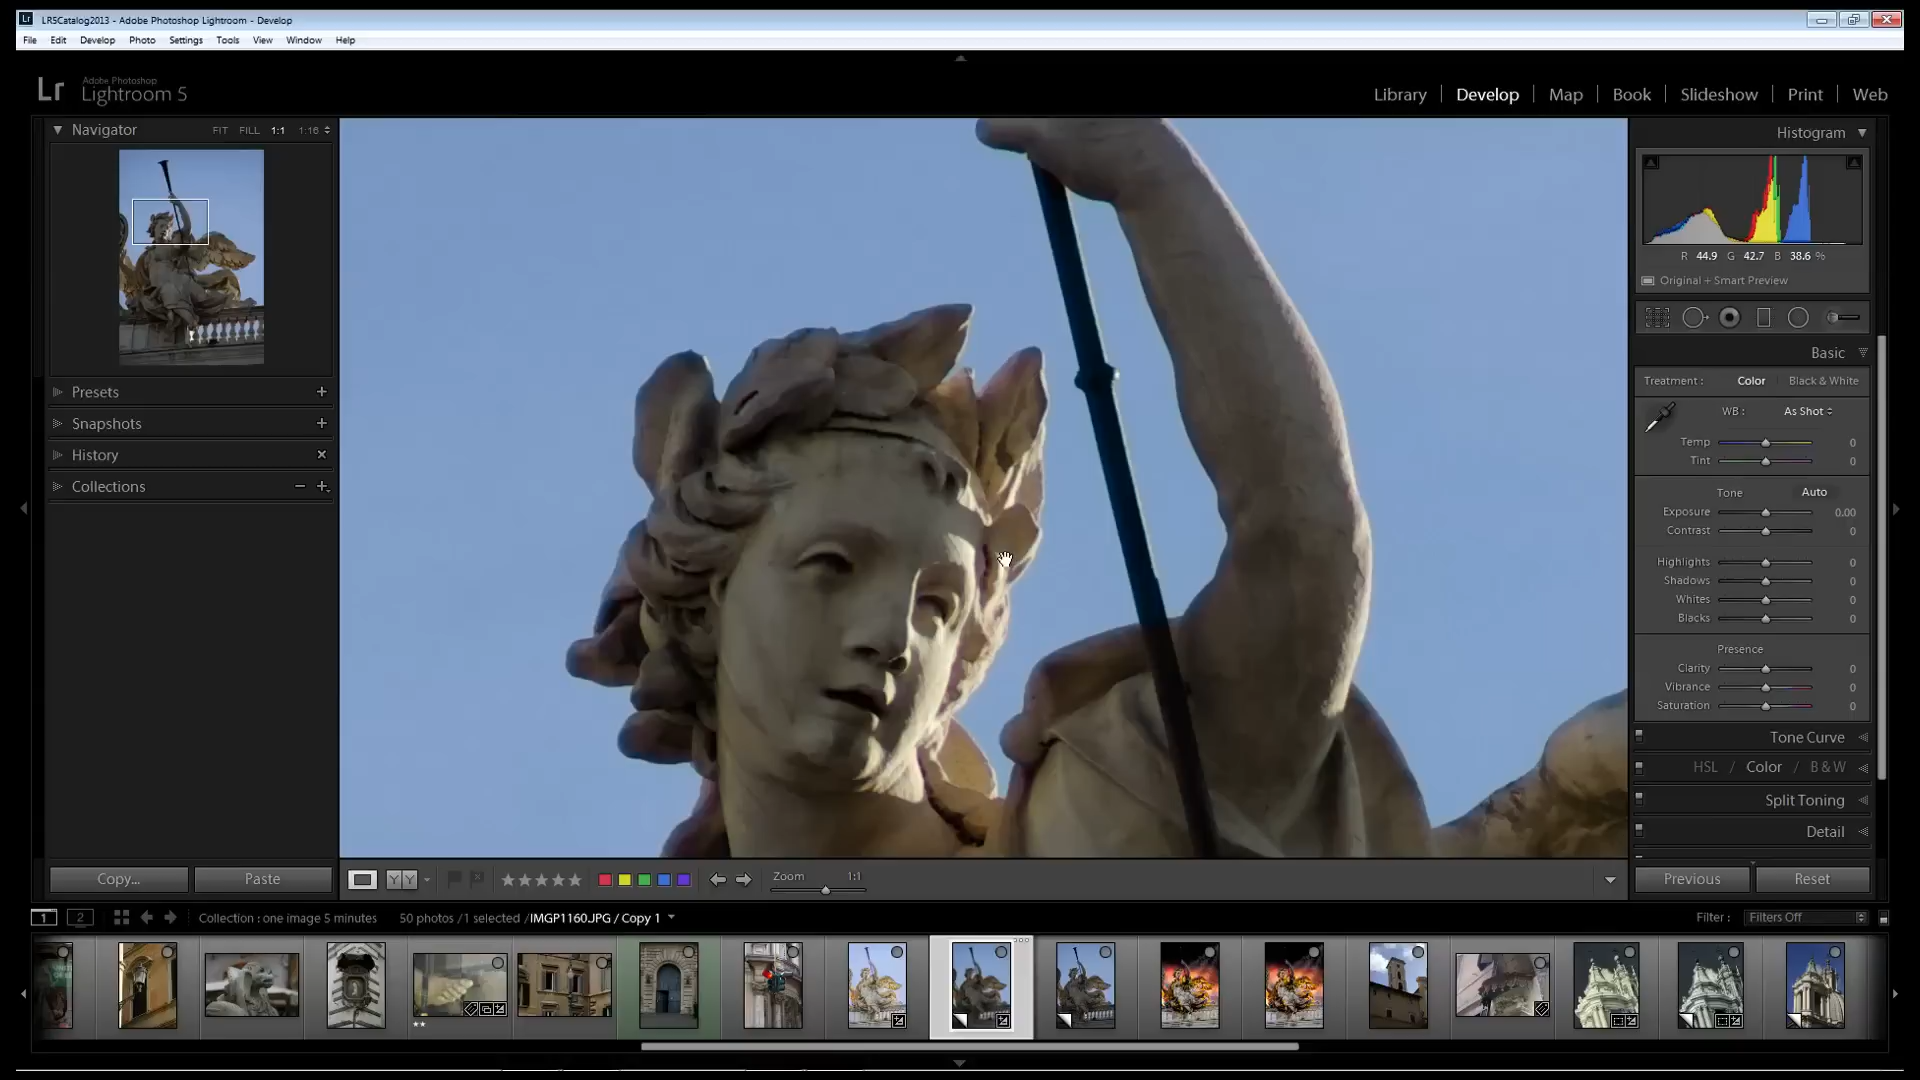 LR5Catalog2013 - Adobe Photoshop Lightroom - Develop
File Edit Develop Photo Settings Tools View Window Help
Lr Adobe Photoshop
Lightroom 5
Library | Develop | Map | Book | Slideshow | Print | Web
Navigator FIT FILL 1:1 1:16
Histogram
R 44.9 G 42.7 B 38.6 %
Original + Smart Preview
Basic
Treatment : Color Black & White
WB : As Shot
Temp 0
Tint 0
Tone Auto
Exposure 0.00
Contrast 0
Highlights 0
Shadows 0
Whites 0
Blacks 0
Presence
Clarity 0
Vibrance 0
Saturation 0
Tone Curve
HSL / Color / B & W
Split Toning
Detail
Presets
Snapshots
History
Collections
Copy... Paste
YY
Zoom 1:1
Previous Reset
1 2 Collection : one image 5 minutes 50 photos / 1 selected / IMGP1160.JPG / Copy 1
Filter : Filters Off